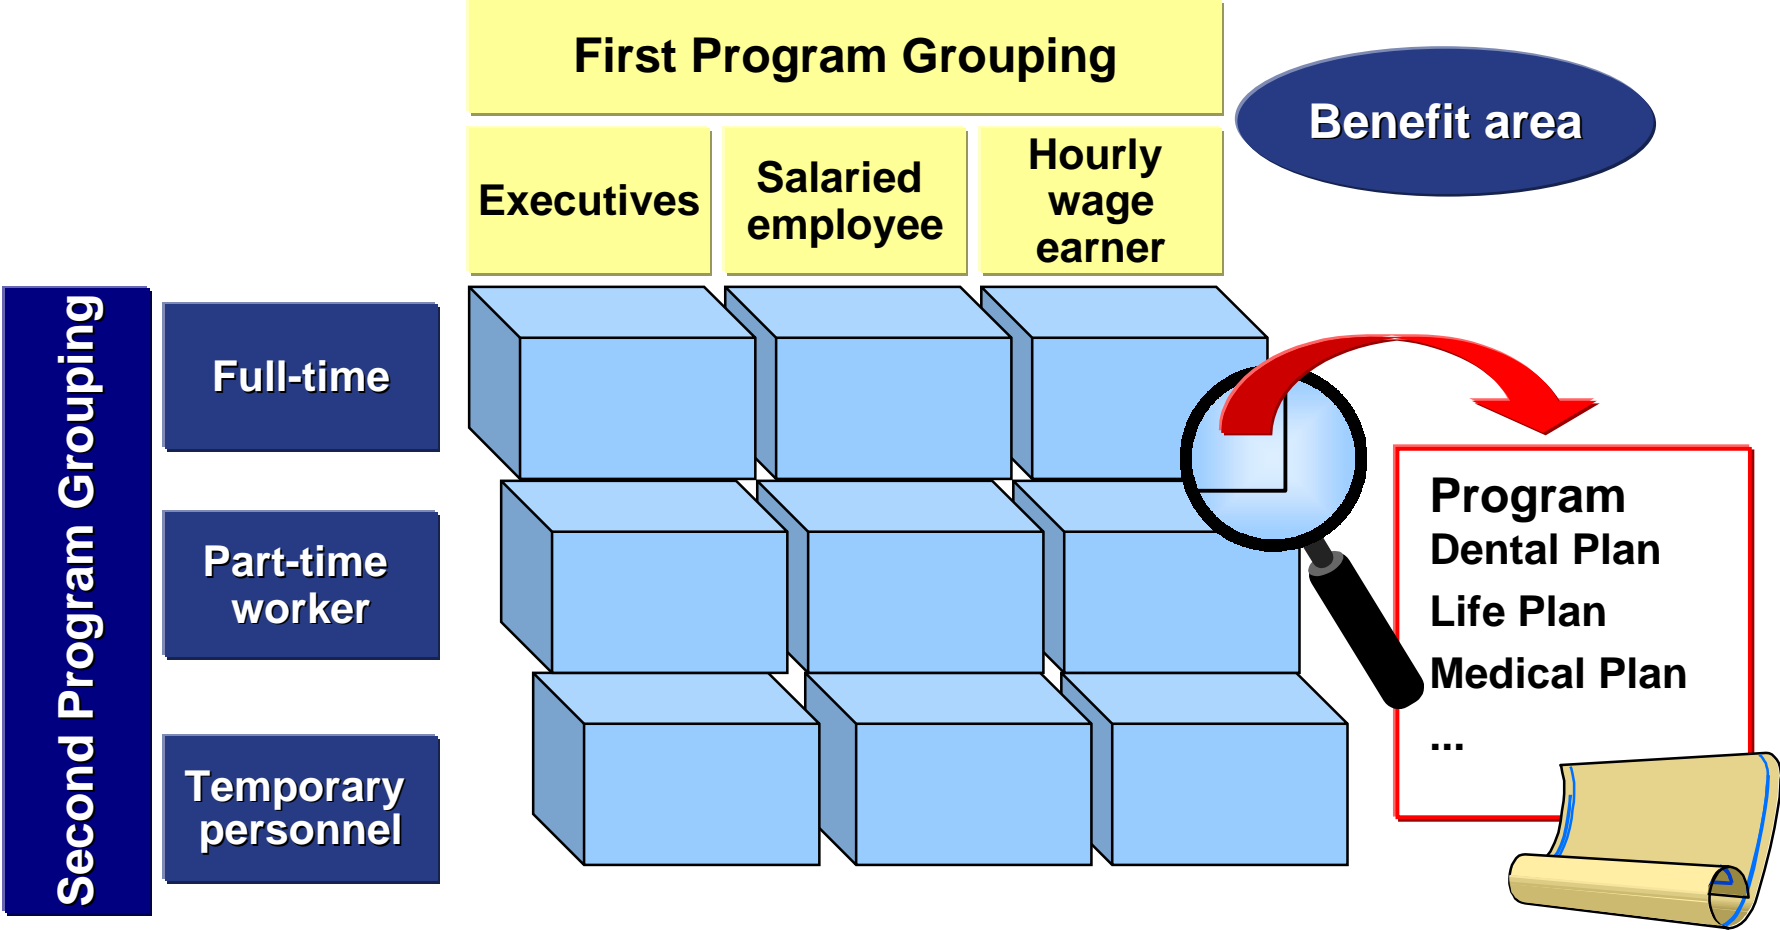 First Program Grouping
Benefit area
Executives
Salaried
employee
Hourly
wage
earner
Second Program Grouping
Full-time
Part-time
worker
Temporary
personnel
Program
Dental Plan
Life Plan
Medical Plan
...